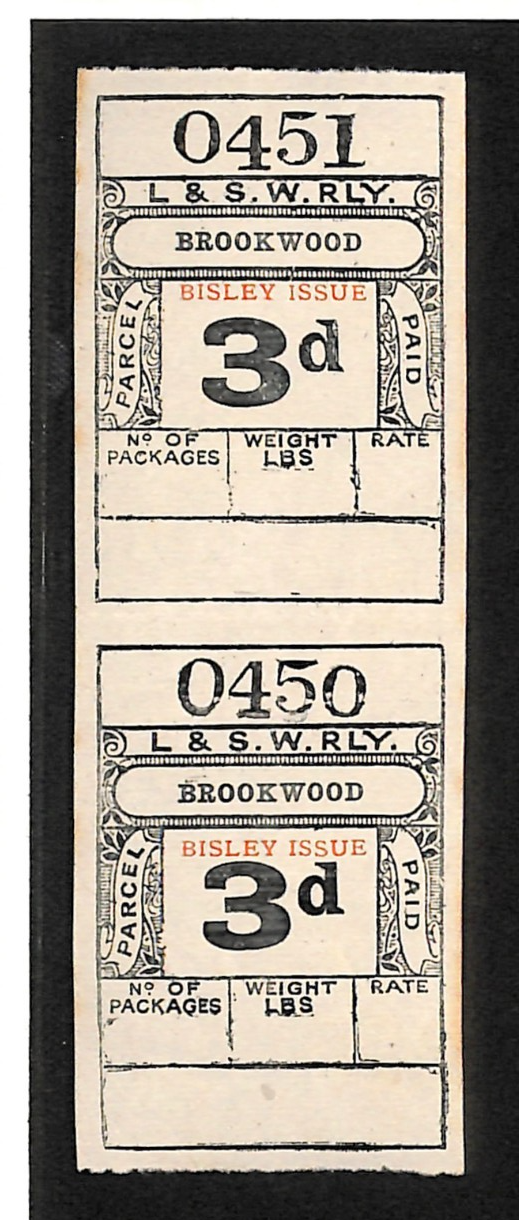 0451
L & S.W.RLY.
BROOKWOOD
BISLEY ISSUE
PARCEL 3d PAID
Nº OF PACKAGES WEIGHT LBS RATE
0450
L & S.W.RLY.
BROOKWOOD
BISLEY ISSUE
PARCEL 3d PAID
Nº OF PACKAGES WEIGHT LBS RATE